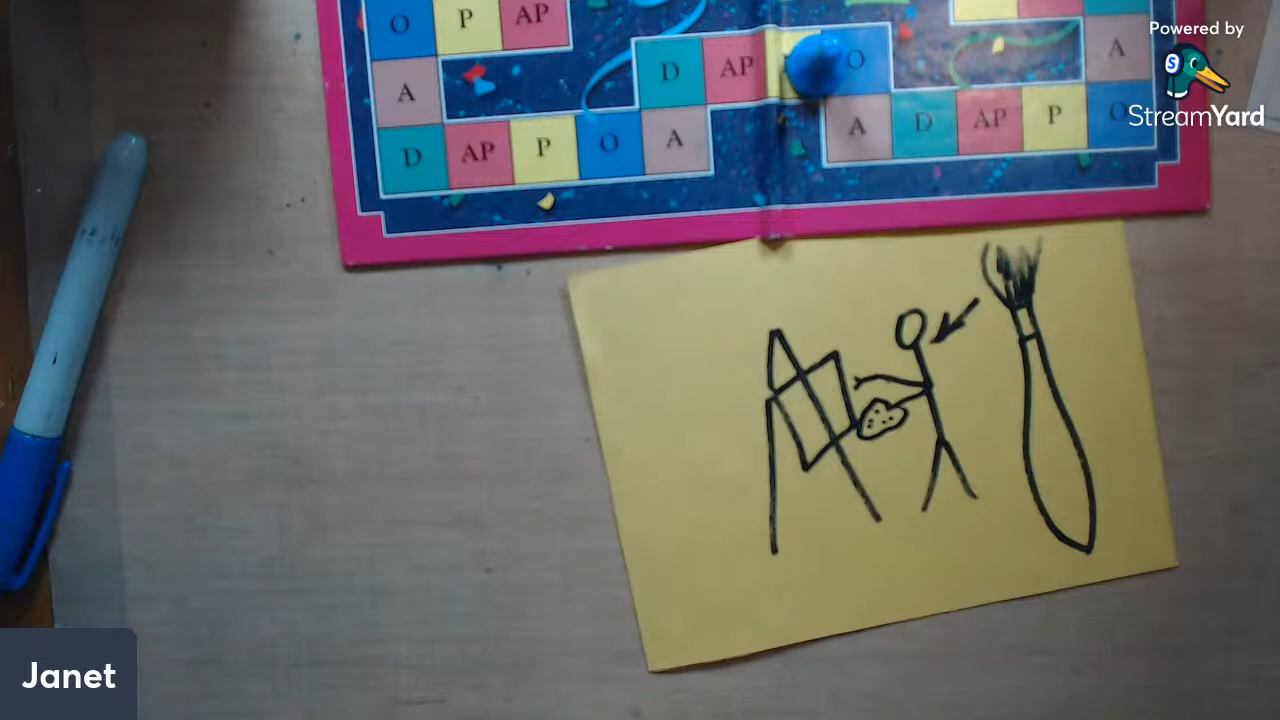 O P AP
A
D AP P O A
D AP O
A D AP P O
A
Powered by
StreamYard
S
Janet